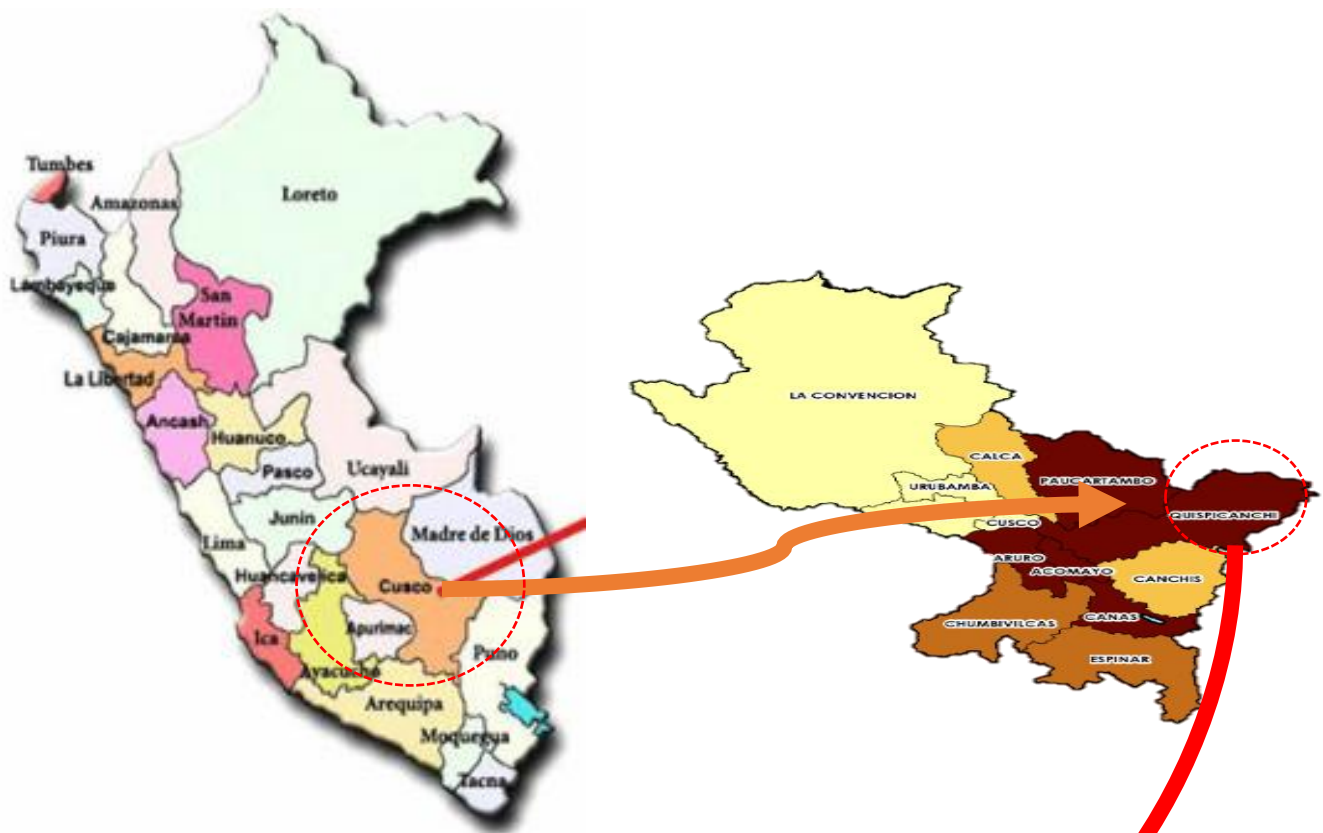 Tumbes
Amazonas
Loreto
Piura
Lambayeque
San
Martin
Cajamarca
La Libertad
Ancash
Huanuco
Pasco
Ucayali
Junin
Madre de Dios
Lima
Huancavelica
Cusco
Ica
Apurimac
Ayacucho
Puno
Arequipa
Moquegua
Tacna
LA CONVENCION
CALCA
URUBAMBA
PAUCARTAMBO
CUSCO
QUISPICANCHI
ARURO
ACOMAYO
CANCHIS
CHUMBIVILCAS
CANAS
ESPINAR